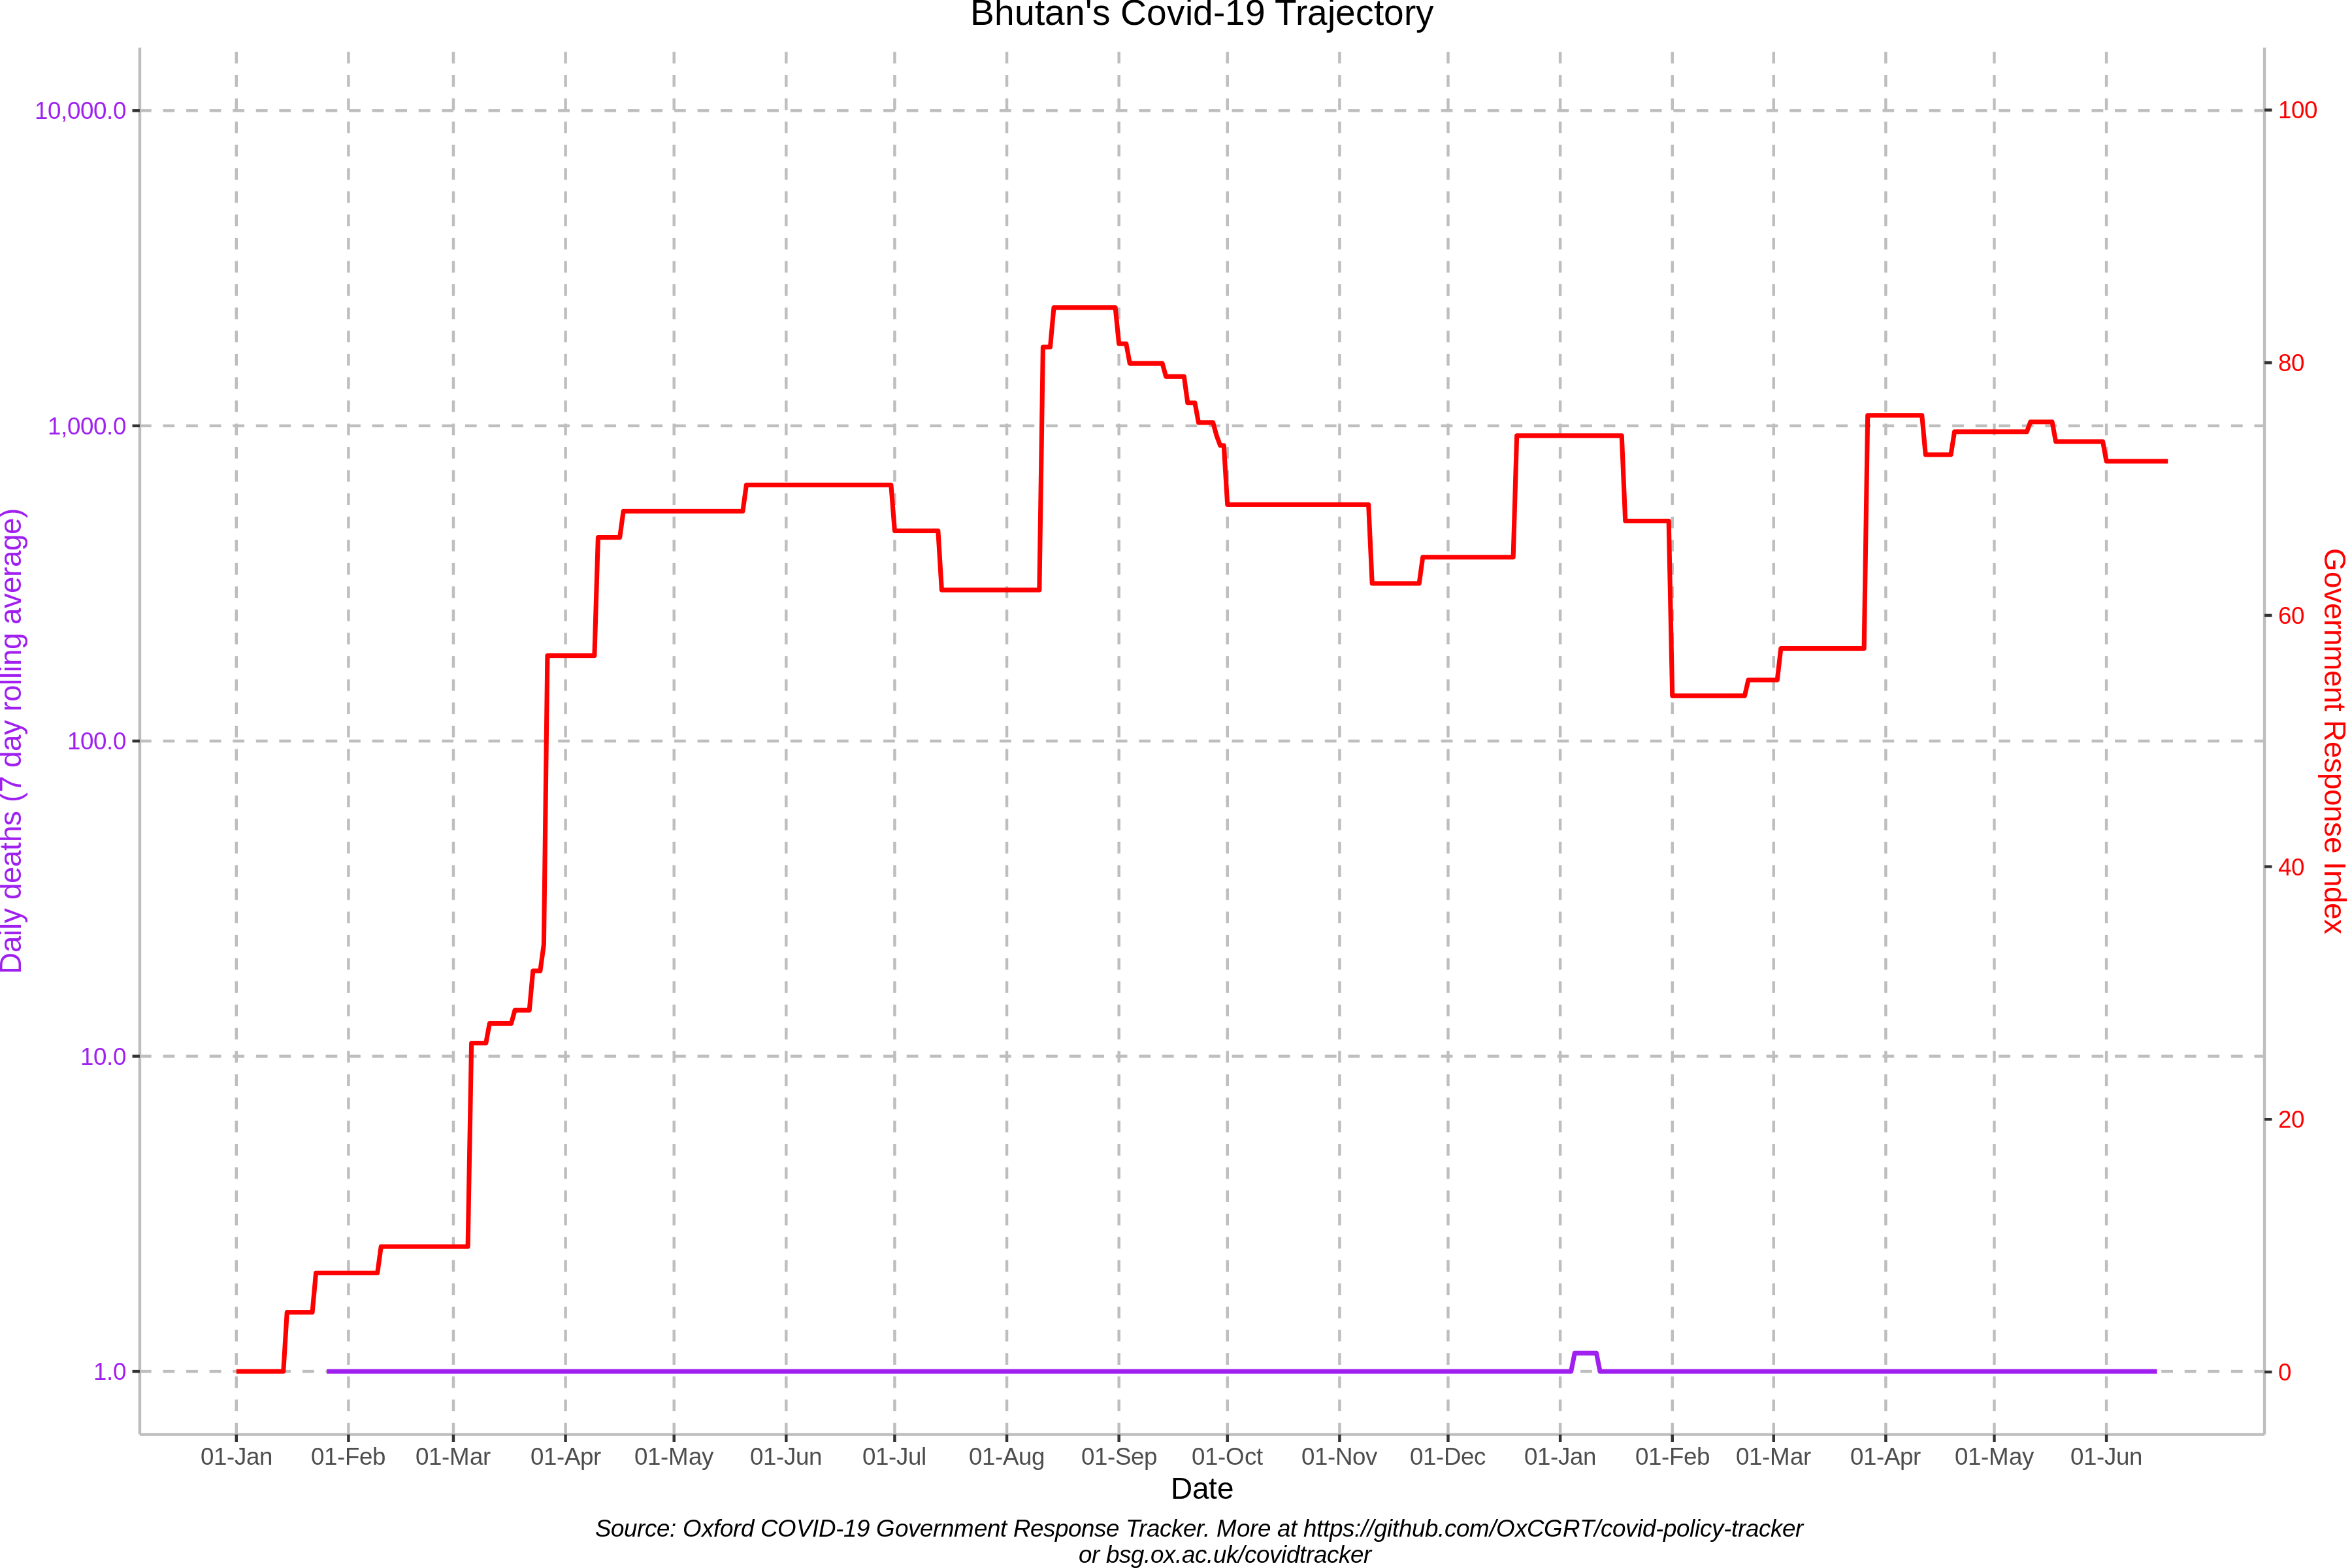 Bhutan's Covid-19 Trajectory
10,000.0
1,000.0
100.0
10.0
1.0
Daily deaths (7 day rolling average)
100
80
60
40
20
0
Government Response Index
01-Jan 01-Feb 01-Mar 01-Apr 01-May 01-Jun 01-Jul 01-Aug 01-Sep 01-Oct 01-Nov 01-Dec 01-Jan 01-Feb 01-Mar 01-Apr 01-May 01-Jun
Date
Source: Oxford COVID-19 Government Response Tracker. More at https://github.com/OxCGRT/covid-policy-tracker
or bsg.ox.ac.uk/covidtracker